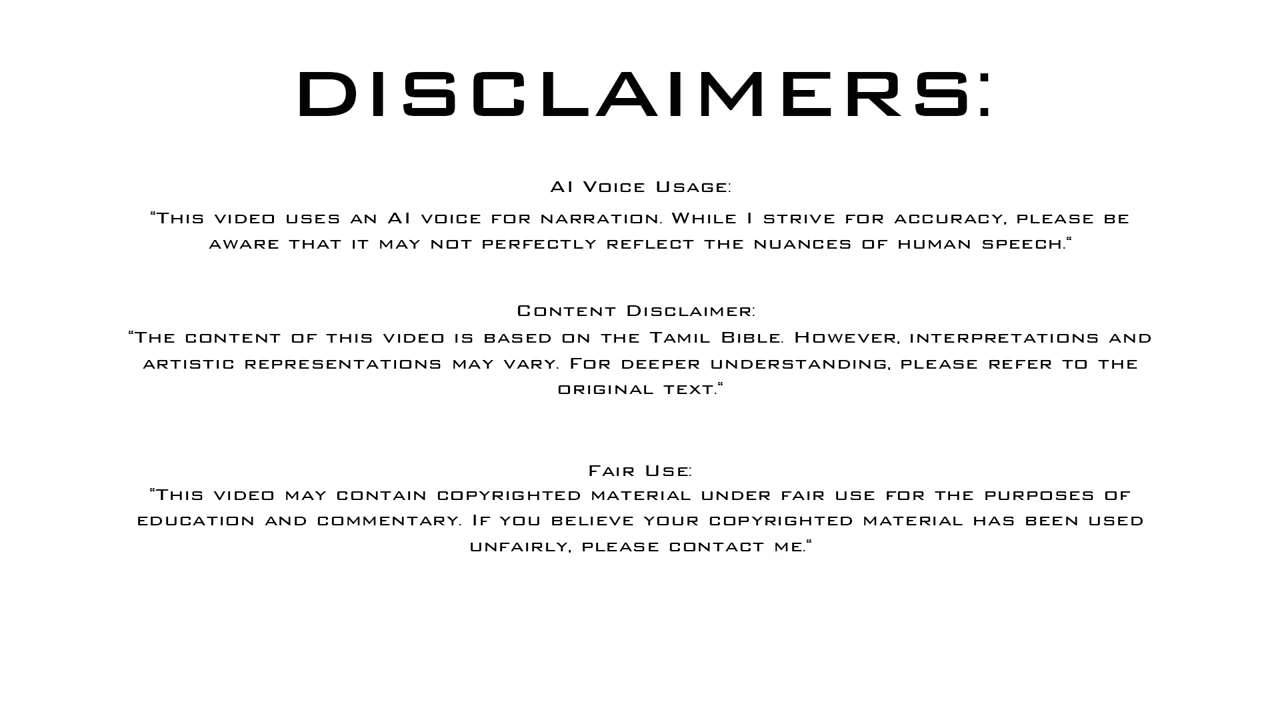 DISCLAIMERS:
AI Voice Usage:
“This video uses an AI voice for narration. While I strive for accuracy, please be
aware that it may not perfectly reflect the nuances of human speech.“
Content Disclaimer:
“The content of this video is based on the Tamil Bible. However, interpretations and
artistic representations may vary. For deeper understanding, please refer to the
original text.“
Fair Use:
“This video may contain copyrighted material under fair use for the purposes of
education and commentary. If you believe your copyrighted material has been used
unfairly, please contact me.“